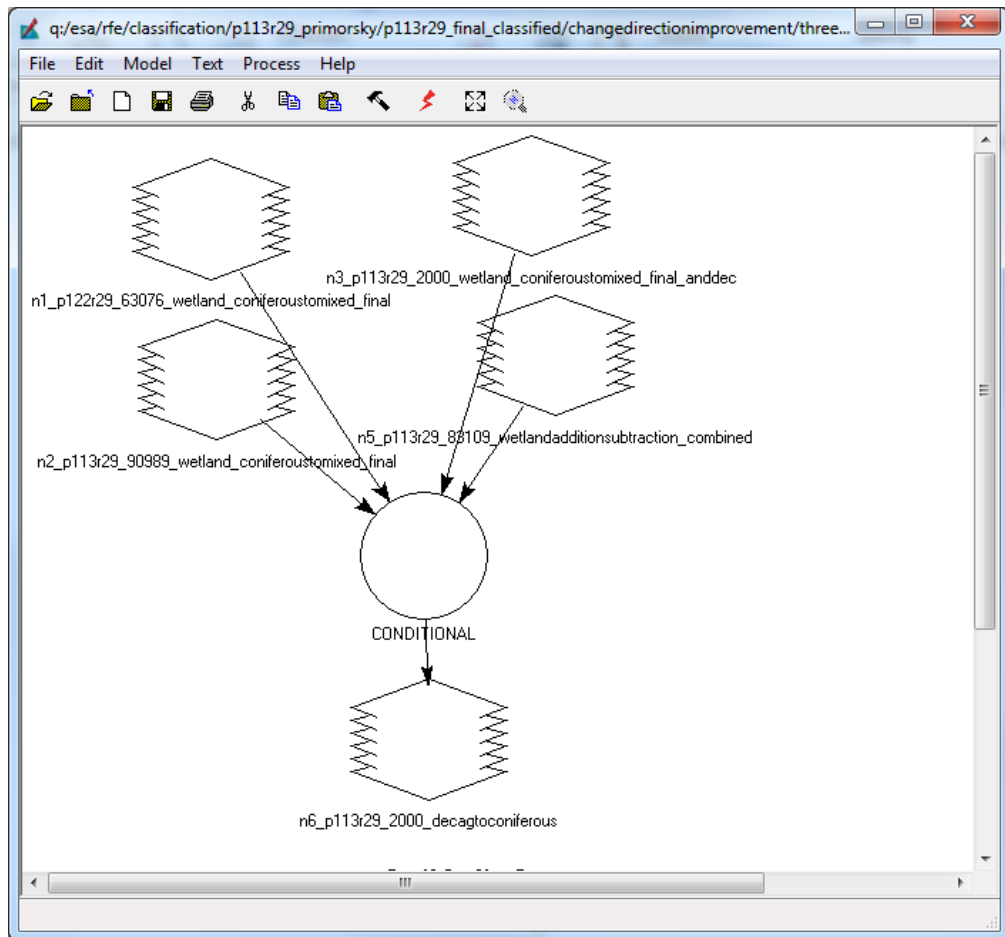 q:/esa/rfe/classification/p113r29_primorsky/p113r29_final_classified/changedirectionimprovement/three...
File Edit Model Text Process Help
n3_p113r29_2000_wetland_coniferoustomixed_final_anddec
n1_p122r29_63076_wetland_coniferoustomixed_final
n5_p113r29_83109_wetlandadditionsubtraction_combined
n2_p113r29_90989_wetland_coniferoustomixed_final
CONDITIONAL
n6_p113r29_2000_decagtoconiferous